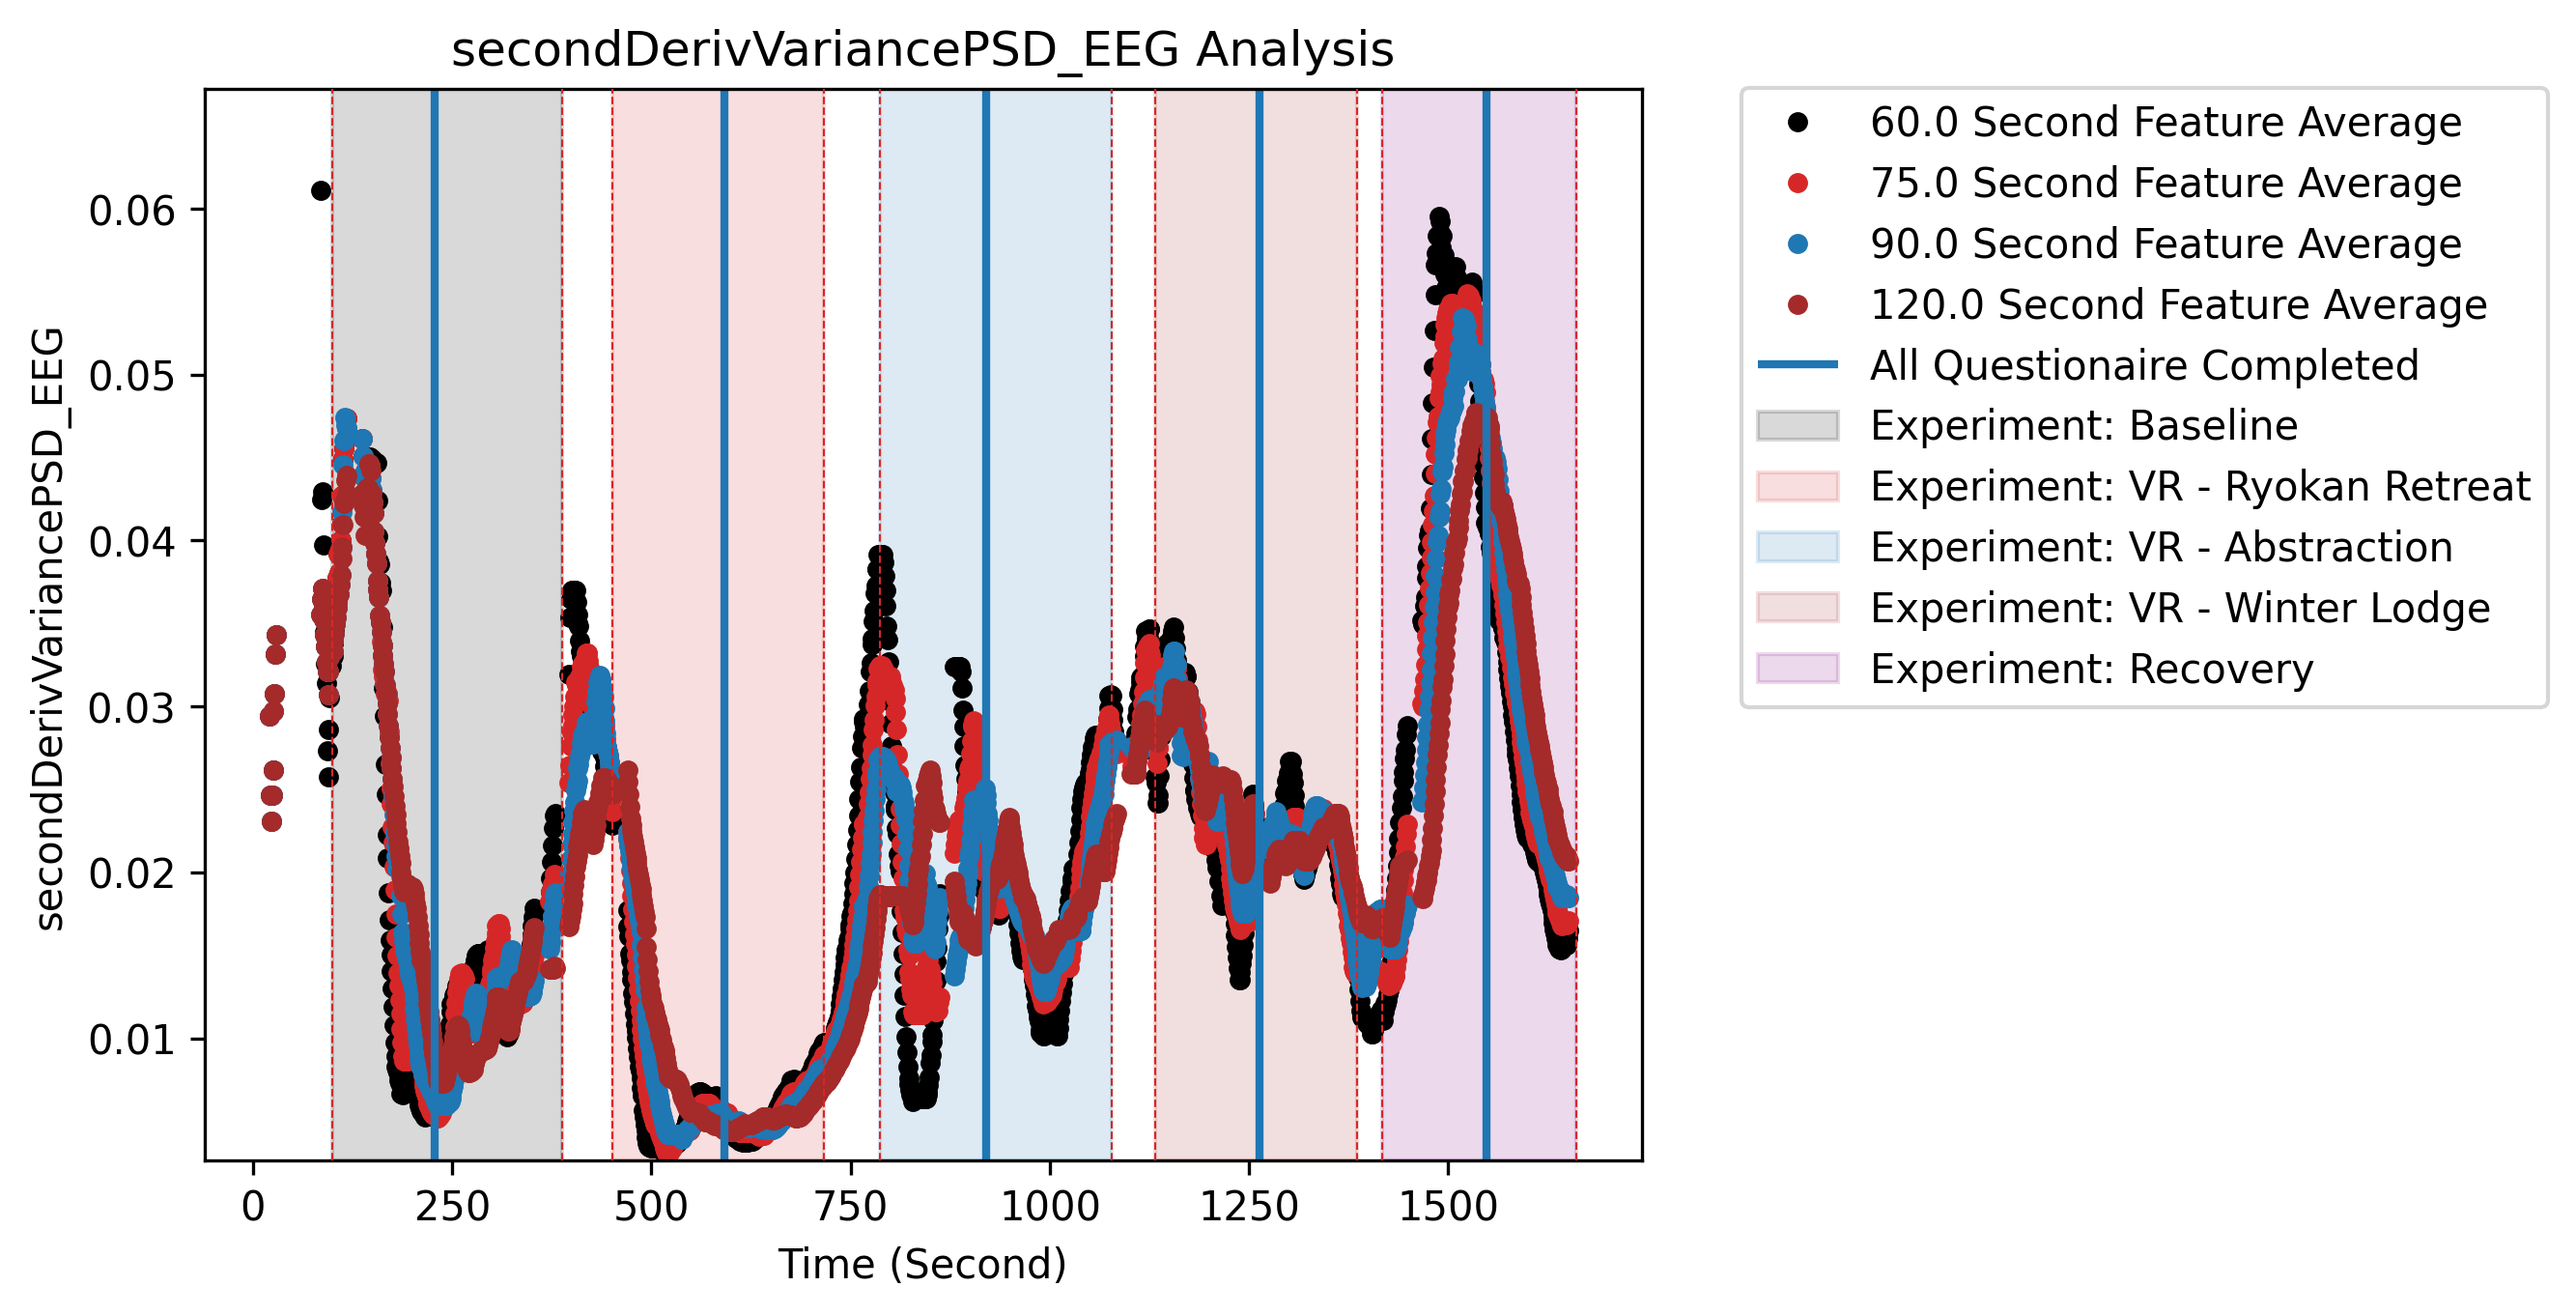 secondDerivVariancePSD_EEG Analysis
secondDerivVariancePSD_EEG
0.06
0.05
0.04
0.03
0.02
0.01
0
250
500
750
1000
1250
1500
Time (Second)
60.0 Second Feature Average
75.0 Second Feature Average
90.0 Second Feature Average
120.0 Second Feature Average
All Questionaire Completed
Experiment: Baseline
Experiment: VR - Ryokan Retreat
Experiment: VR - Abstraction
Experiment: VR - Winter Lodge
Experiment: Recovery